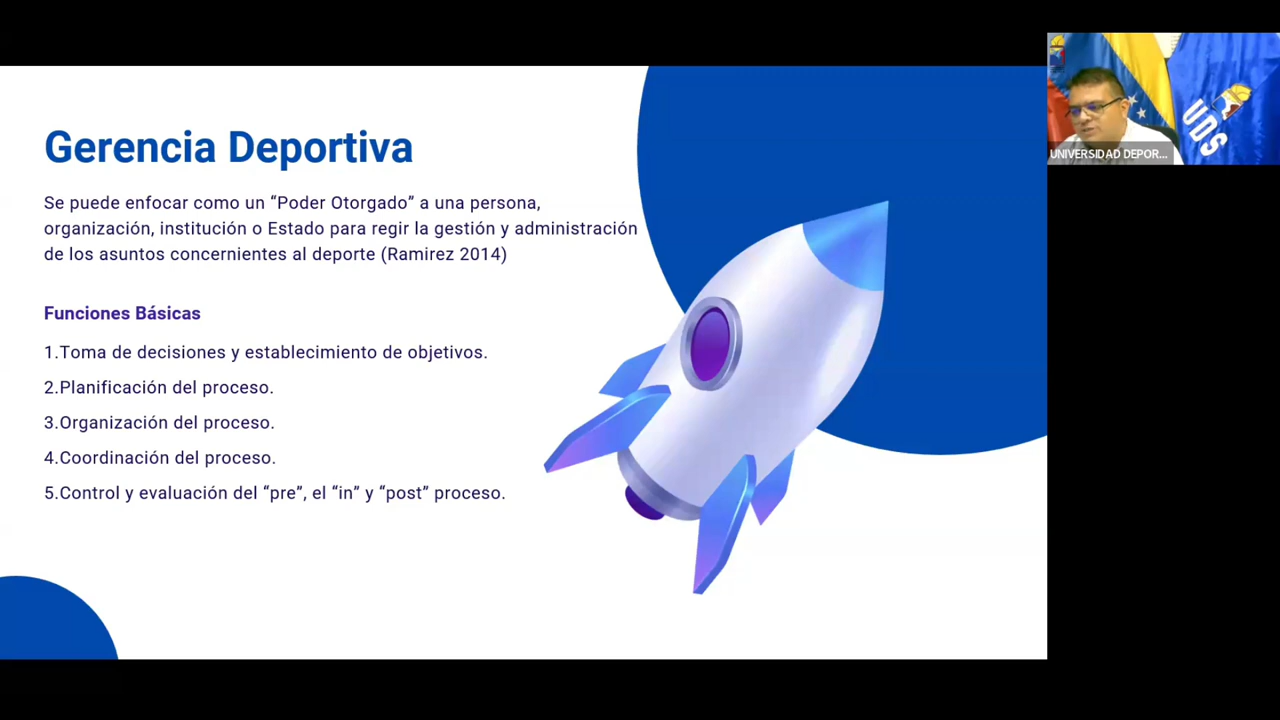 Gerencia Deportiva
Se puede enfocar como un “Poder Otorgado” a una persona,
organización, institución o Estado para regir la gestión y administración
de los asuntos concernientes al deporte (Ramirez 2014)
Funciones Básicas
1.Toma de decisiones y establecimiento de objetivos.
2.Planificación del proceso.
3.Organización del proceso.
4.Coordinación del proceso.
5.Control y evaluación del “pre”, el “in” y “post” proceso.
UDS
UNIVERSIDAD DEPOR...